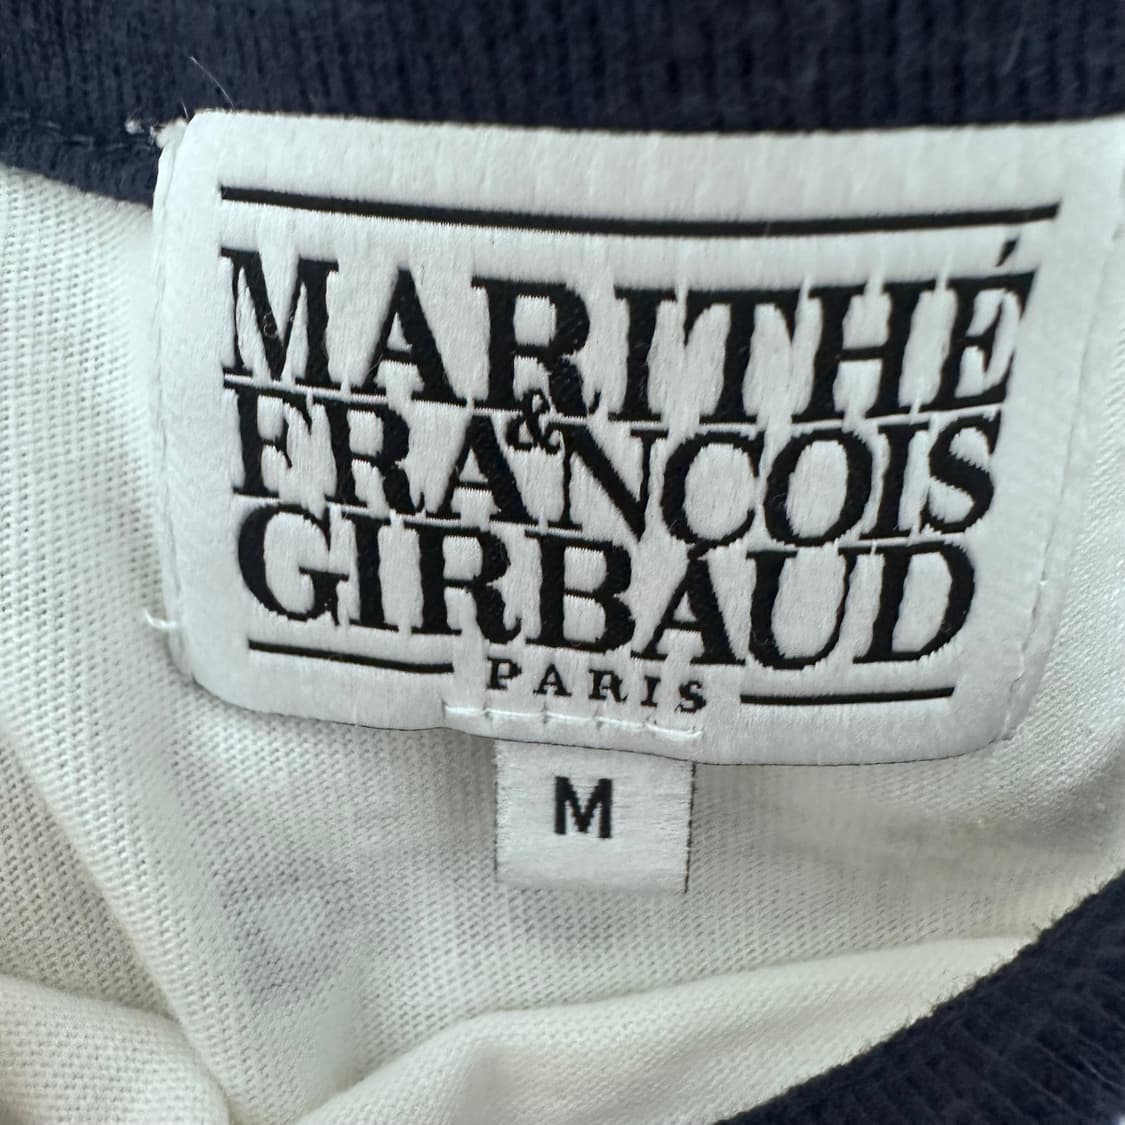 MARITHÉ
&
FRANCOIS
GIRBAUD
PARIS
M